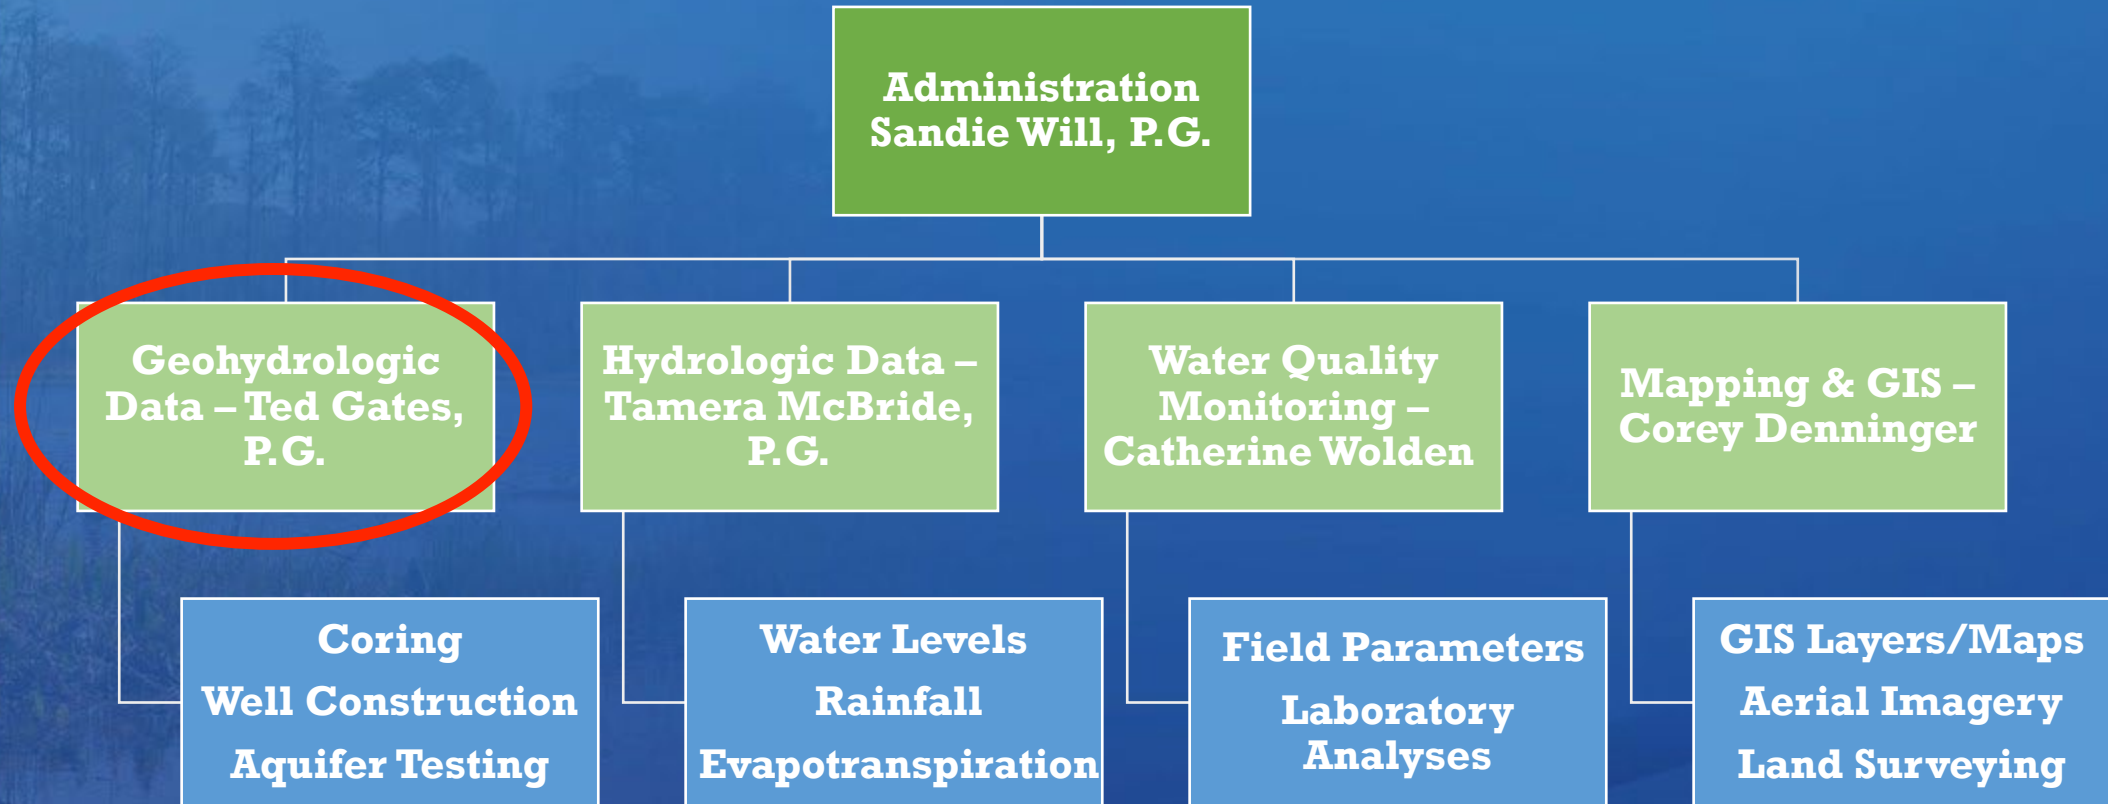 Administration
Sandie Will, P.G.
Geohydrologic
Data – Ted Gates,
P.G.
Hydrologic Data –
Tamera McBride,
P.G.
Water Quality
Monitoring –
Catherine Wolden
Mapping & GIS –
Corey Denninger
Coring
Well Construction
Aquifer Testing
Water Levels
Rainfall
Evapotranspiration
Field Parameters
Laboratory
Analyses
GIS Layers/Maps
Aerial Imagery
Land Surveying